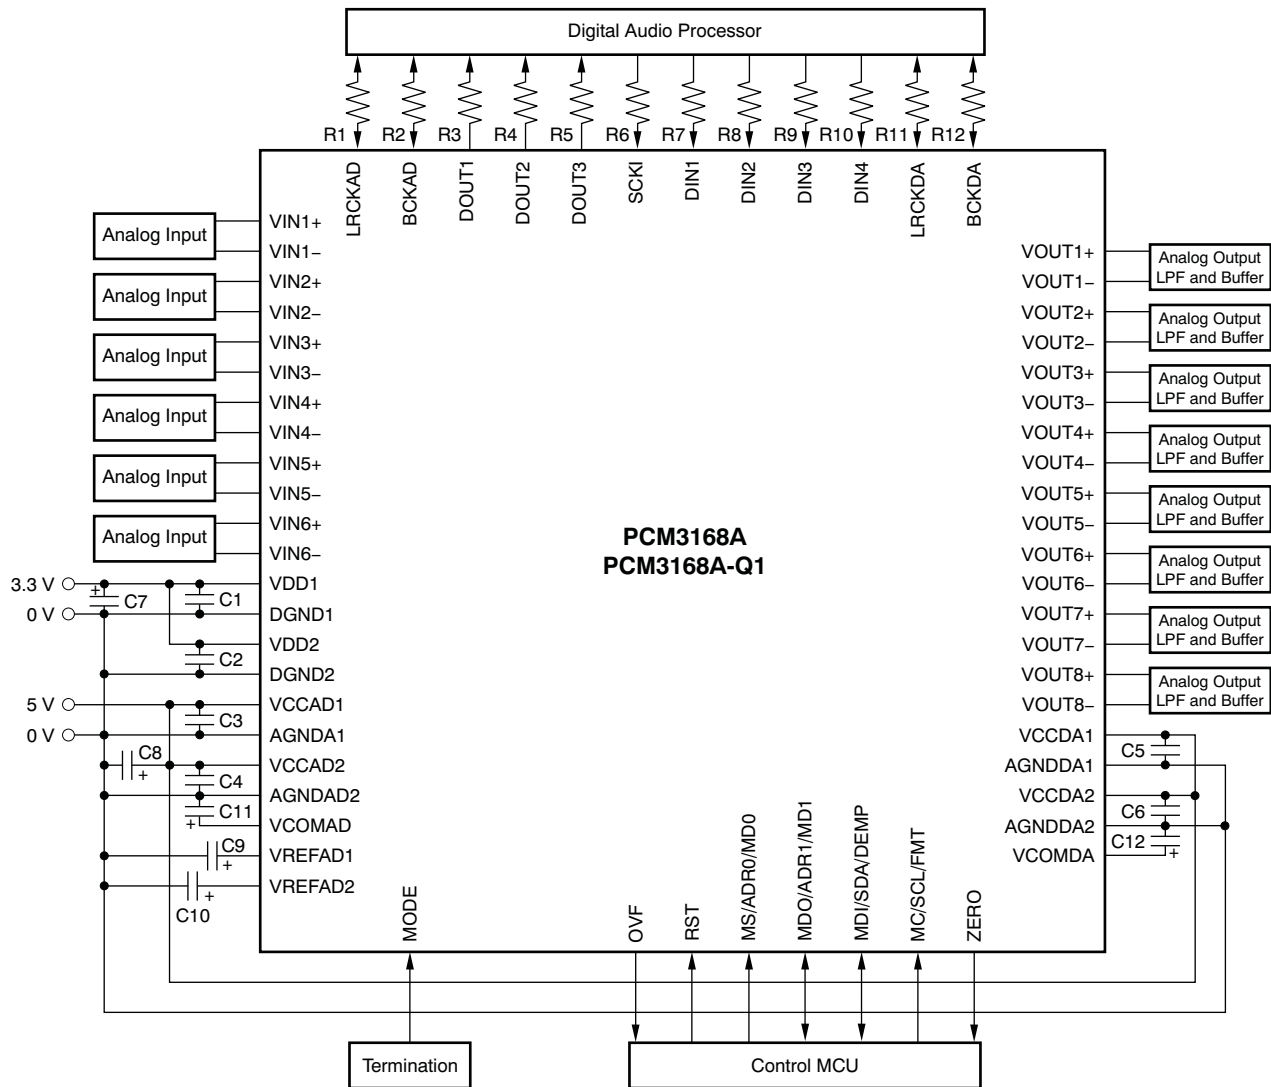 Digital Audio Processor
R1 R2 R3 R4 R5 R6 R7 R8 R9 R10 R11 R12
LRCKAD BCKAD DOUT1 DOUT2 DOUT3 SCKI DIN1 DIN2 DIN3 DIN4 LRCKDA BCKDA
Analog Input
VIN1+
VIN1−
Analog Input
VIN2+
VIN2−
Analog Input
VIN3+
VIN3−
Analog Input
VIN4+
VIN4−
Analog Input
VIN5+
VIN5−
Analog Input
VIN6+
VIN6−
3.3 V
C7
C1
VDD1
0 V
DGND1
VDD2
C2
DGND2
5 V
VCCAD1
C3
0 V
AGNDA1
C8
VCCAD2
C4
AGNDAD2
C11
VCOMAD
C9
VREFAD1
C10
VREFAD2
PCM3168A
PCM3168A-Q1
VOUT1+
VOUT1−
Analog Output
LPF and Buffer
VOUT2+
VOUT2−
Analog Output
LPF and Buffer
VOUT3+
VOUT3−
Analog Output
LPF and Buffer
VOUT4+
VOUT4−
Analog Output
LPF and Buffer
VOUT5+
VOUT5−
Analog Output
LPF and Buffer
VOUT6+
VOUT6−
Analog Output
LPF and Buffer
VOUT7+
VOUT7−
Analog Output
LPF and Buffer
VOUT8+
VOUT8−
Analog Output
LPF and Buffer
VCCDA1
C5
AGNDDA1
VCCDA2
C6
AGNDDA2
C12
VCOMDA
+ + + + + +
MODE OVF RST MS/ADR0/MD0 MDO/ADR1/MD1 MDI/SDA/DEMP MC/SCL/FMT ZERO
Termination
Control MCU